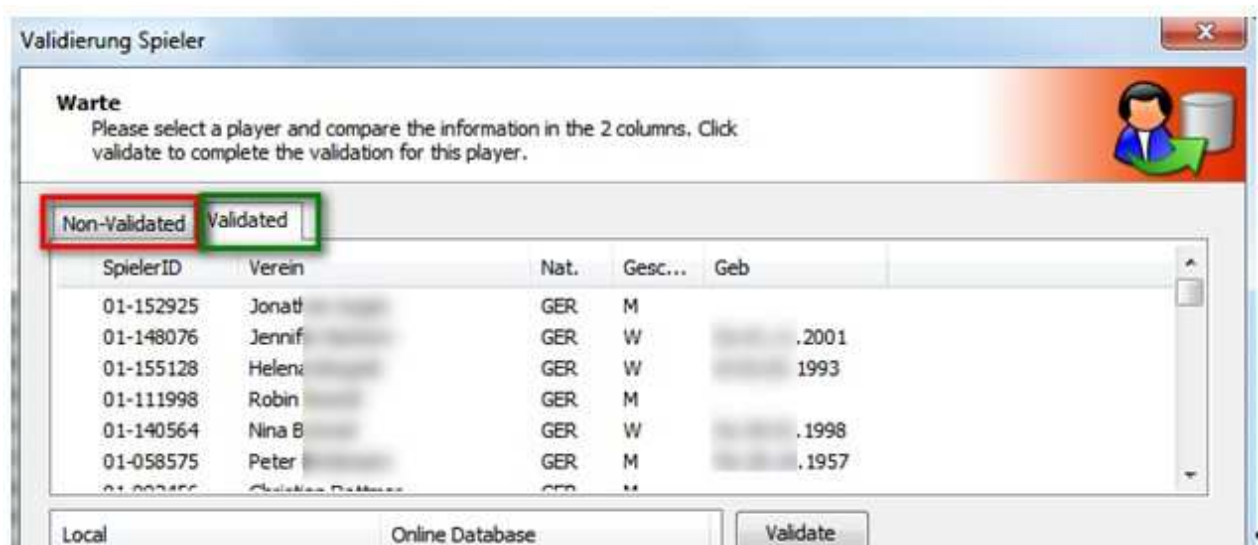 Validierung Spieler
Warte
Please select a player and compare the information in the 2 columns. Click
validate to complete the validation for this player.
Non-Validated Validated
SpielerID Verein Nat. Gesc... Geb
01-152925 GER M
01-148076 GER W .2001
01-155128 Helena GER W 1993
01-111998 Robin GER M
01-140564 Nina B GER W .1998
01-058575 Peter GER M .1957
Local Online Database Validate